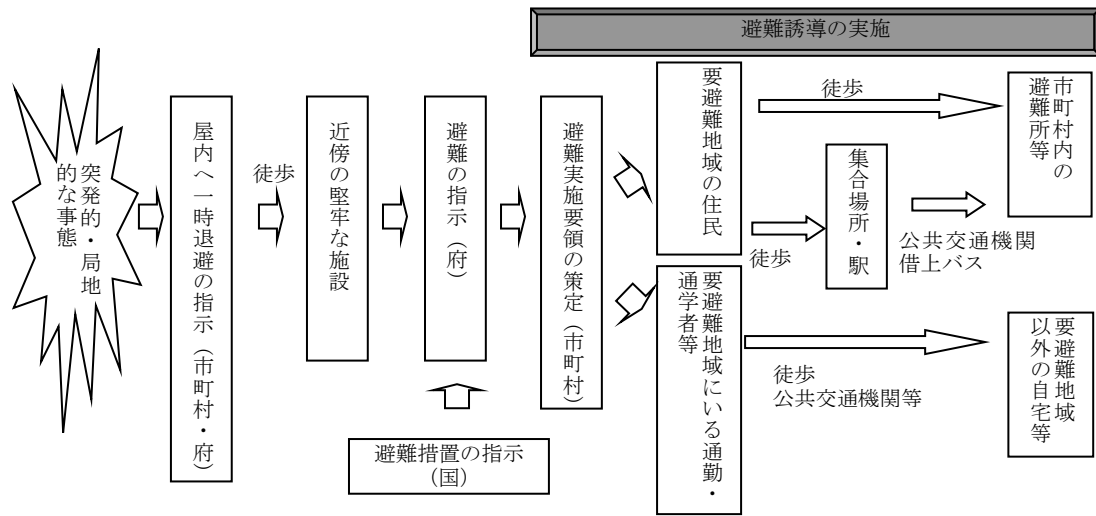 避難誘導の実施
突発的・局地
的な事態
屋内へ一時退避の指示（市町村・府）
徒歩
近傍の堅牢な施設
避難の指示（府）
避難措置の指示
（国）
避難実施要領の策定（市町村）
要避難地域の住民
要避難地域にいる通勤・
通学者等
徒歩
徒歩
集合場所・駅
公共交通機関
借上バス
徒歩
公共交通機関等
市町村内の
避難所等
要避難地域
以外の自宅等